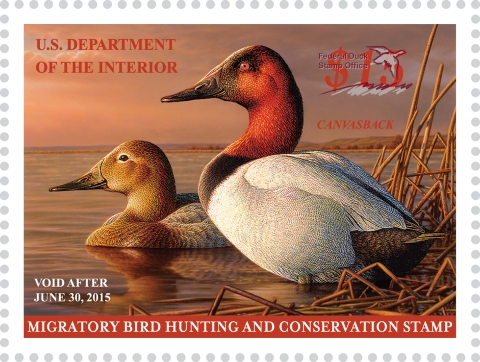 U.S. DEPARTMENT
OF THE INTERIOR
Federal Duck
Stamp Office
$15
CANVASBACK
VOID AFTER
JUNE 30, 2015
MIGRATORY BIRD HUNTING AND CONSERVATION STAMP